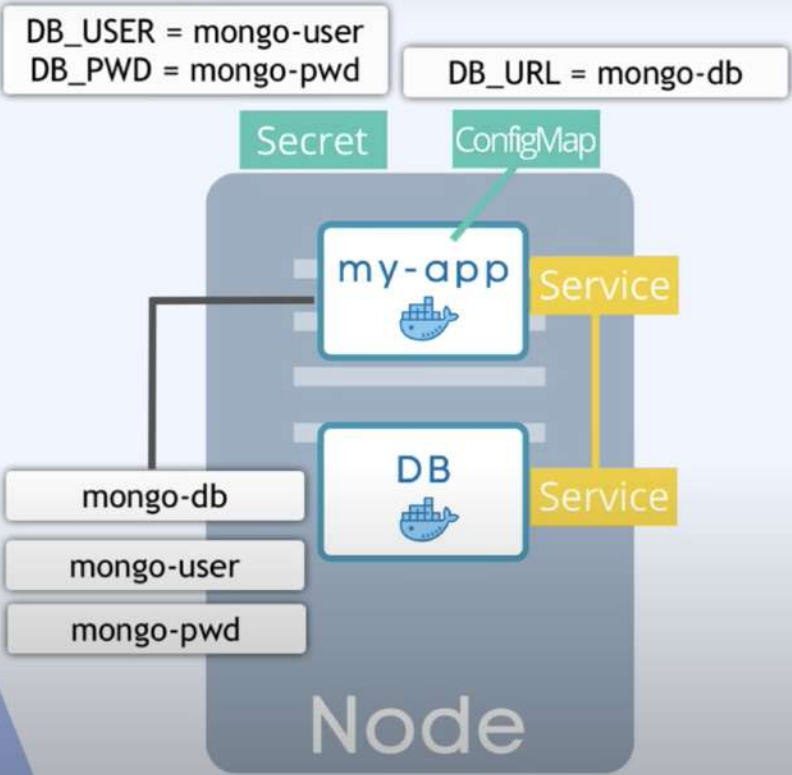 DB_USER = mongo-user
DB_PWD = mongo-pwd
DB_URL = mongo-db
Secret
ConfigMap
my-app
Service
DB
Service
mongo-db
mongo-user
mongo-pwd
Node